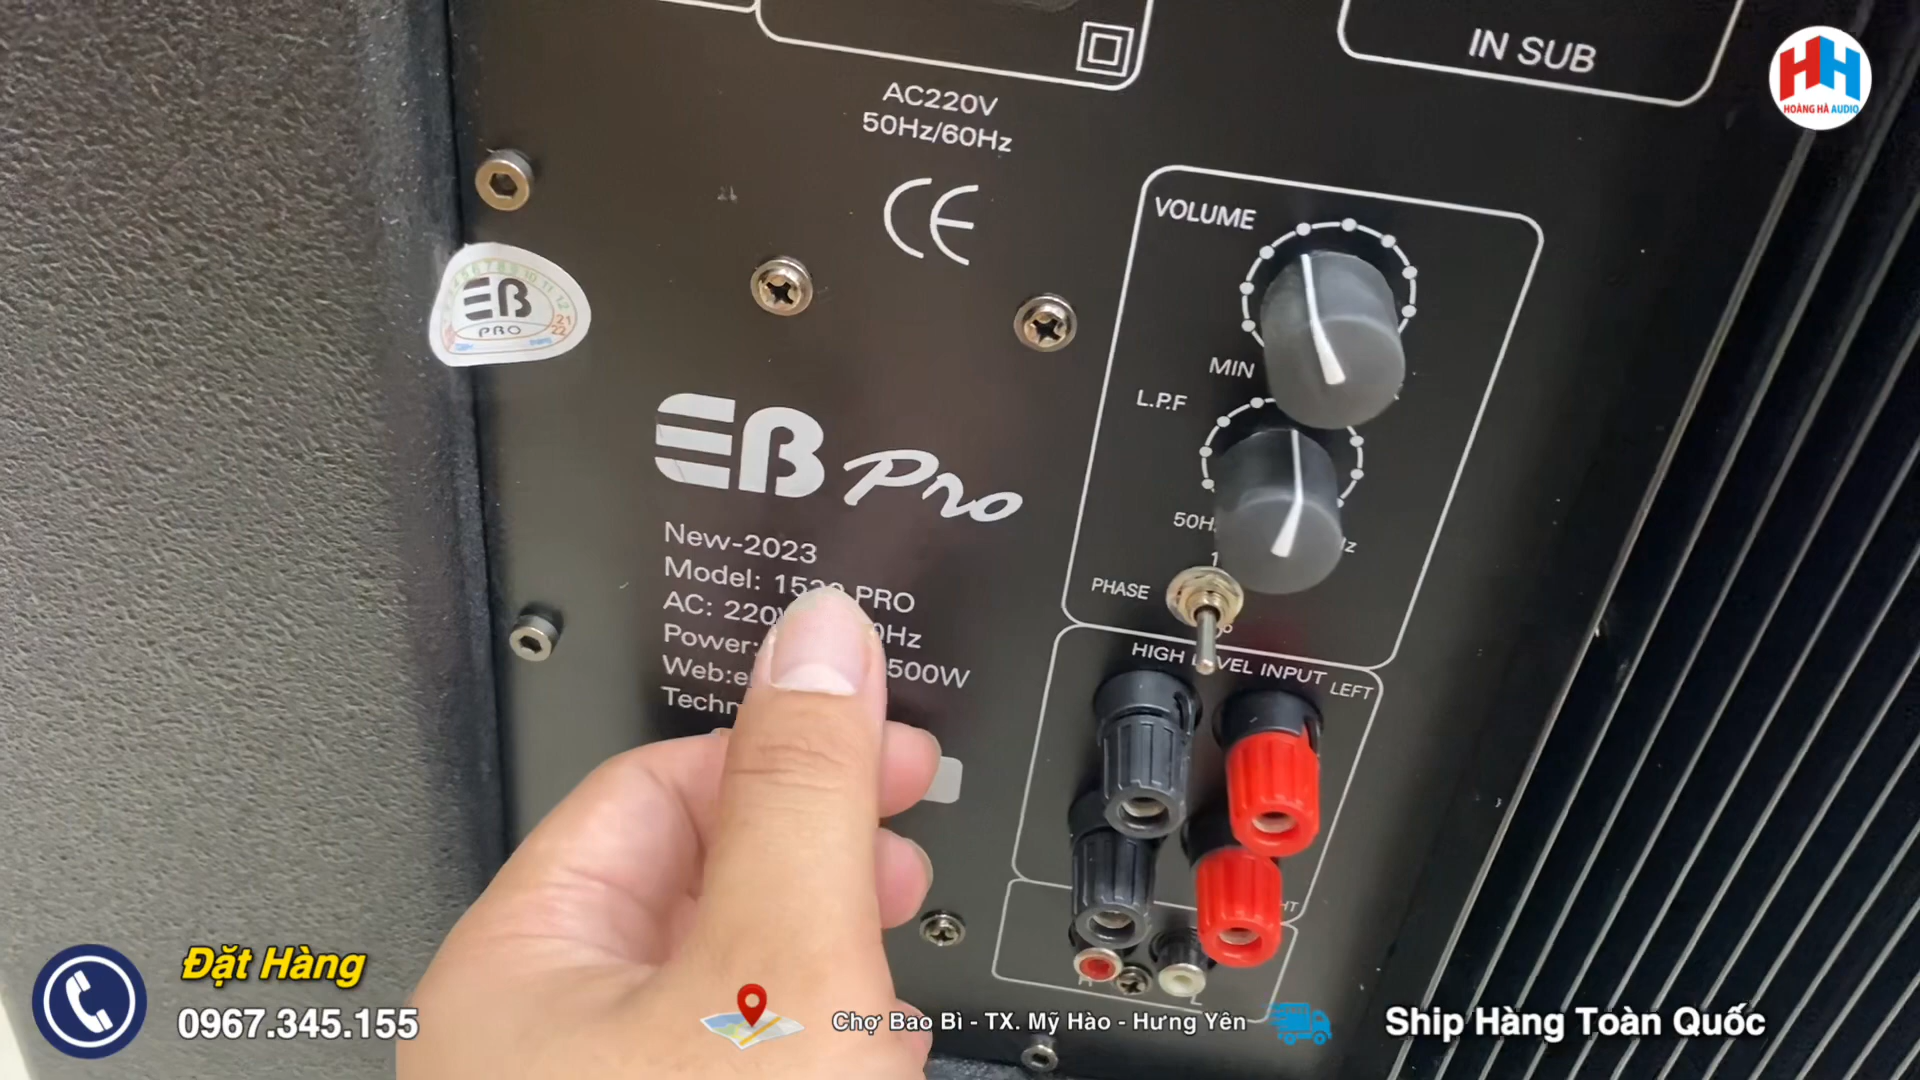 IN SUB
HH
HOÀNG HÀ AUDIO
AC220V
50Hz/60Hz
CE
VOLUME
MIN
L.P.F
EB
PRO
EB Pro
New-2023
Model: PRO
AC:
Power: 500W
PHASE
HIGH LEVEL INPUT
LEFT
L
Đặt Hàng
0967.345.155
Chợ Bao Bì - TX. Mỹ Hào - Hưng Yên
Ship Hàng Toàn Quốc